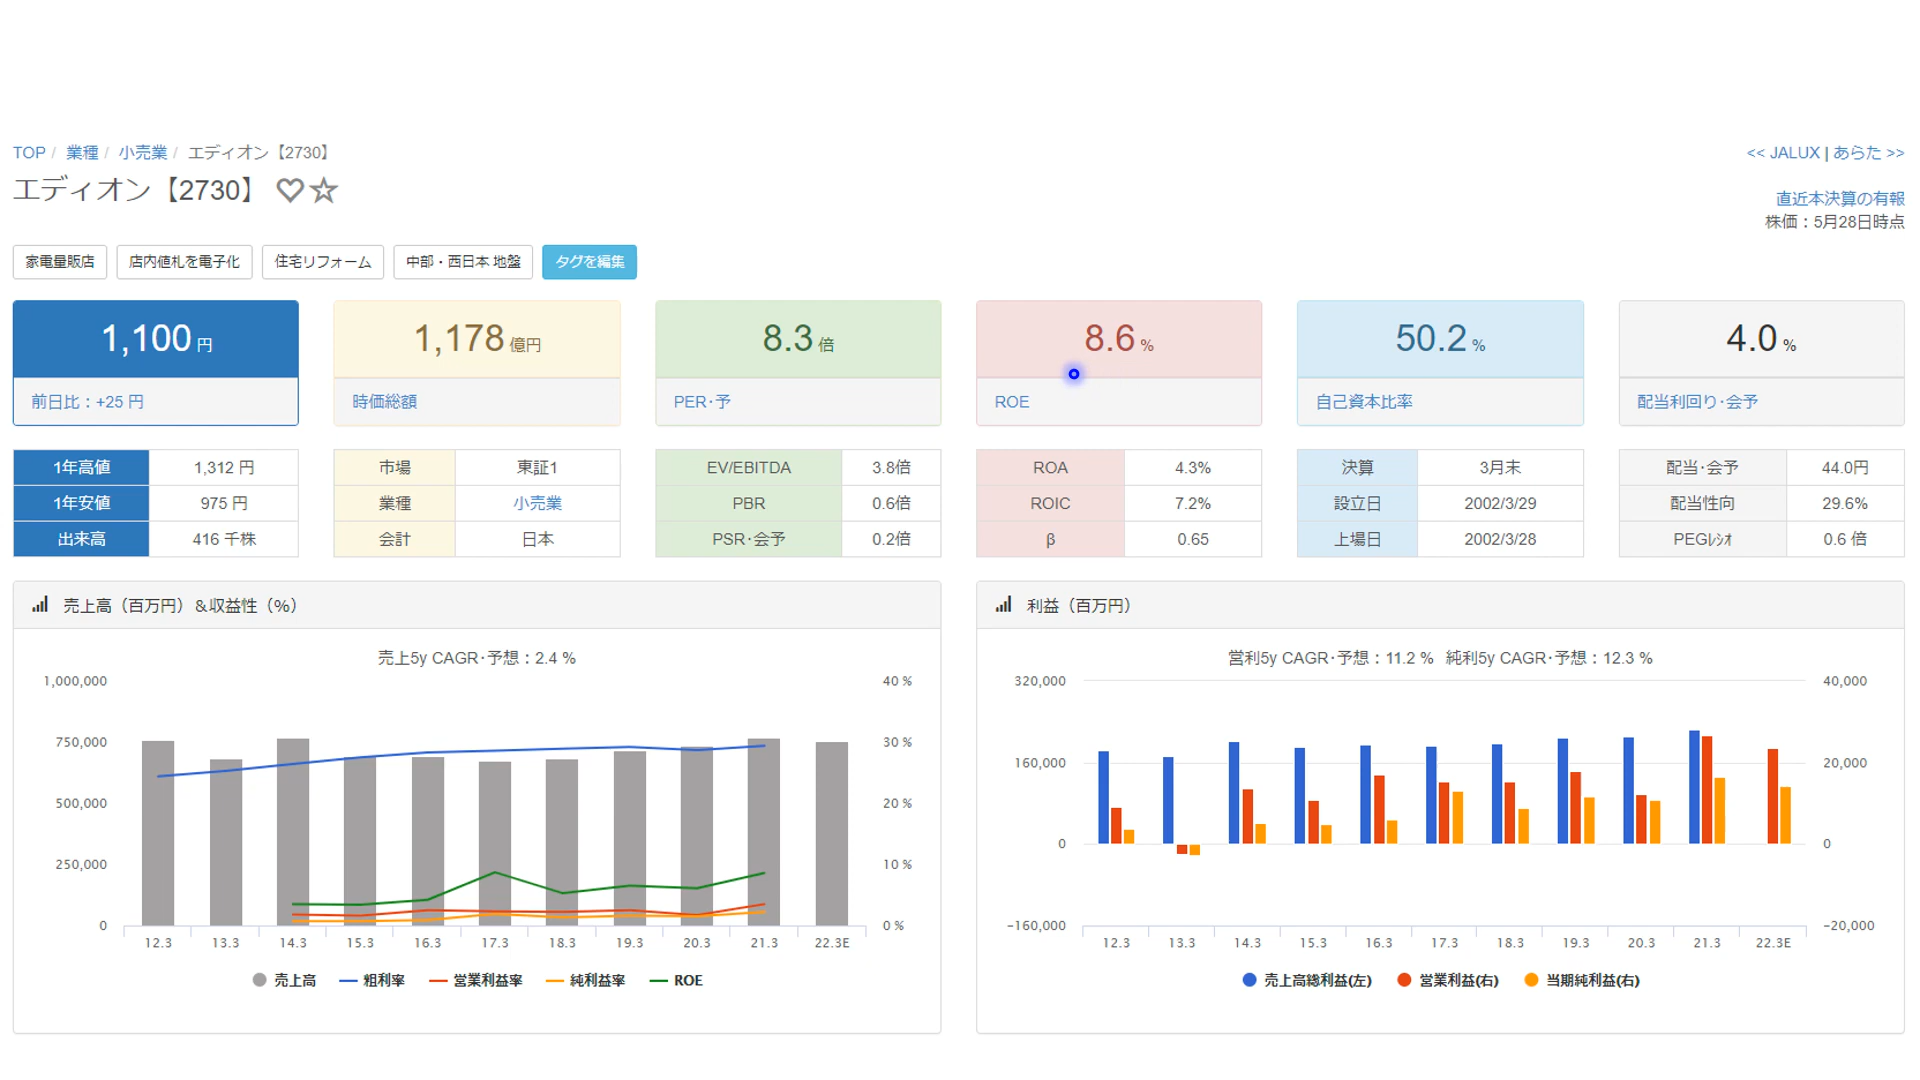 TOP / 業種 / 小売業 / エディオン【2730】
<< JALUX | あらた >>
エディオン【2730】
直近本決算の有報
株価：5月28日時点
家電量販店 店内値札を電子化 住宅リフォーム 中部・西日本 地盤 タグを編集
1,100 円
前日比：+25 円
1,178 億円
時価総額
8.3 倍
PER･予
8.6 %
ROE
50.2 %
自己資本比率
4.0 %
配当利回り･会予
1年高値 1,312 円
1年安値 975 円
出来高 416 千株
市場 東証1
業種 小売業
会計 日本
EV/EBITDA 3.8倍
PBR 0.6倍
PSR･会予 0.2倍
ROA 4.3%
ROIC 7.2%
β 0.65
決算 3月末
設立日 2002/3/29
上場日 2002/3/28
配当･会予 44.0円
配当性向 29.6%
PEGﾚｼｵ 0.6 倍
売上高（百万円）＆収益性（%）
売上5y CAGR･予想：2.4 %
1,000,000 40 %
750,000 30 %
500,000 20 %
250,000 10 %
0 0 %
12.3 13.3 14.3 15.3 16.3 17.3 18.3 19.3 20.3 21.3 22.3E
売上高 粗利率 営業利益率 純利益率 ROE
利益（百万円）
営利5y CAGR･予想：11.2 % 純利5y CAGR･予想：12.3 %
320,000 40,000
160,000 20,000
0 0
−160,000 −20,000
12.3 13.3 14.3 15.3 16.3 17.3 18.3 19.3 20.3 21.3 22.3E
売上高総利益(左) 営業利益(右) 当期純利益(右)